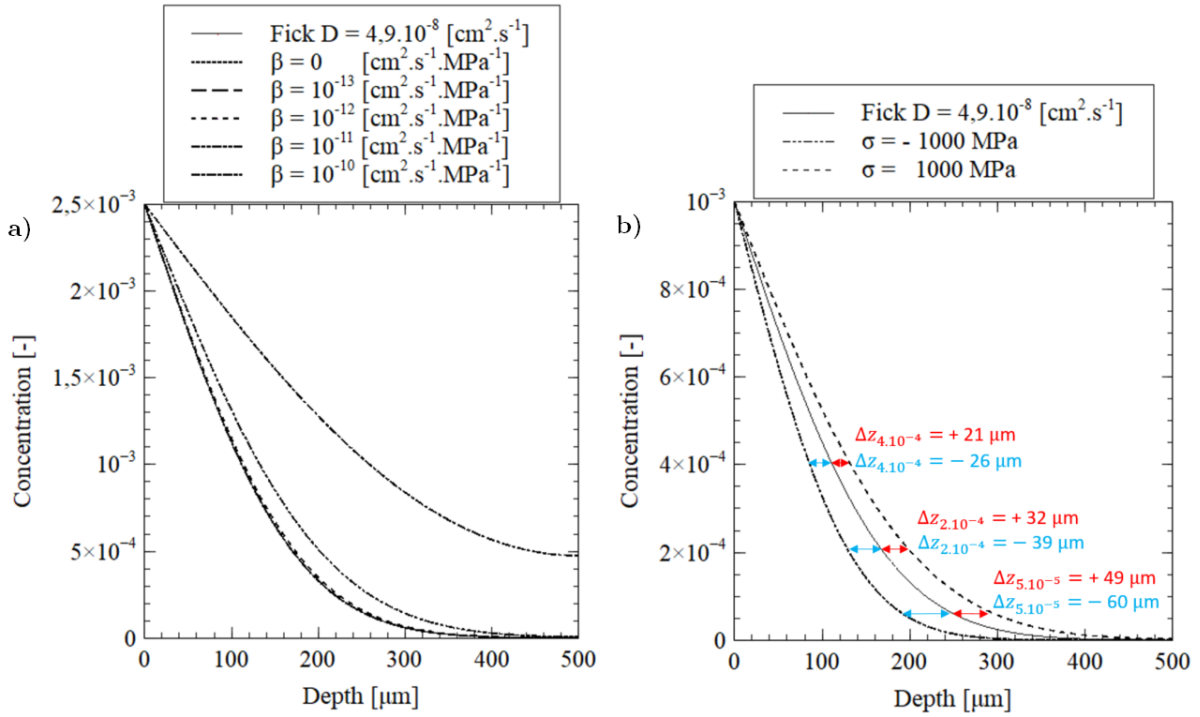 Fick D = 4,9.10⁻⁸ [cm².s⁻¹]
β = 0 [cm².s⁻¹.MPa⁻¹]
β = 10⁻¹³ [cm².s⁻¹.MPa⁻¹]
β = 10⁻¹² [cm².s⁻¹.MPa⁻¹]
β = 10⁻¹¹ [cm².s⁻¹.MPa⁻¹]
β = 10⁻¹⁰ [cm².s⁻¹.MPa⁻¹]
a)
2,5×10⁻³
2×10⁻³
1.5×10⁻³
10⁻³
5×10⁻⁴
0
Concentration [-]
0 100 200 300 400 500
Depth [μm]
Fick D = 4,9.10⁻⁸ [cm².s⁻¹]
σ = - 1000 MPa
σ = 1000 MPa
b)
10⁻³
8×10⁻⁴
6×10⁻⁴
4×10⁻⁴
2×10⁻⁴
0
Concentration [-]
Δz₄.₁₀⁻⁴ = + 21 μm
Δz₄.₁₀⁻⁴ = − 26 μm
Δz₂.₁₀⁻⁴ = + 32 μm
Δz₂.₁₀⁻⁴ = − 39 μm
Δz₅.₁₀⁻⁵ = + 49 μm
Δz₅.₁₀⁻⁵ = − 60 μm
0 100 200 300 400 500
Depth [μm]